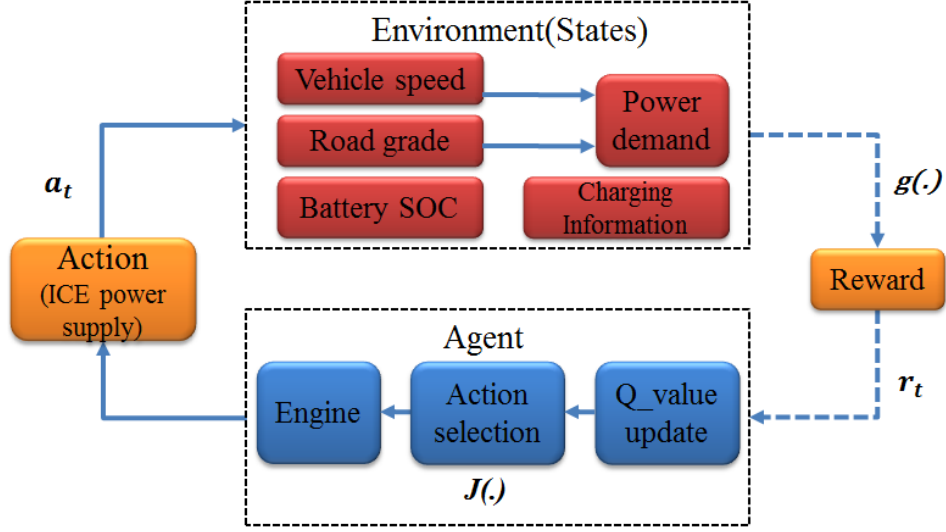 Environment(States)
Vehicle speed
Power
demand
Road grade
Battery SOC
Charging
Information
a_t
g(.)
Action
(ICE power
supply)
Reward
Agent
Engine
Action
selection
Q_value
update
r_t
J(.)